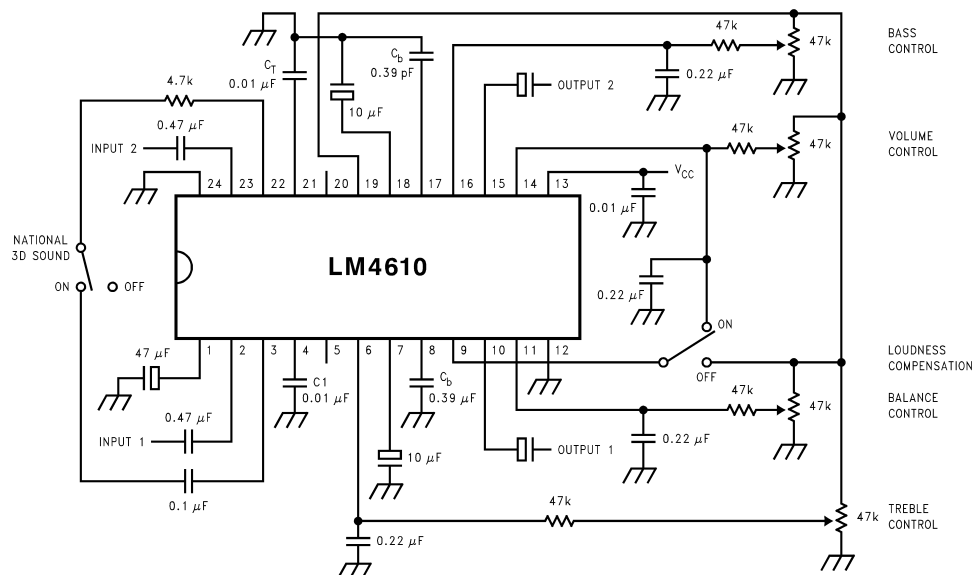 47k
47k
BASS
CONTROL
C_T
0.01 µF
C_b
0.39 pF
0.22 µF
4.7k
10 µF
OUTPUT 2
0.47 µF
47k
47k
VOLUME
CONTROL
INPUT 2
24 23 22 21 20 19 18 17 16 15 14 13
V_CC
0.01 µF
NATIONAL
3D SOUND
ON OFF
LM4610
0.22 µF
ON
OFF
LOUDNESS
COMPENSATION
1 2 3 4 5 6 7 8 9 10 11 12
47 µF
C1
0.01 µF
C_b
0.39 µF
47k
47k
BALANCE
CONTROL
0.47 µF
INPUT 1
0.22 µF
10 µF
OUTPUT 1
0.1 µF
47k
47k
TREBLE
CONTROL
0.22 µF